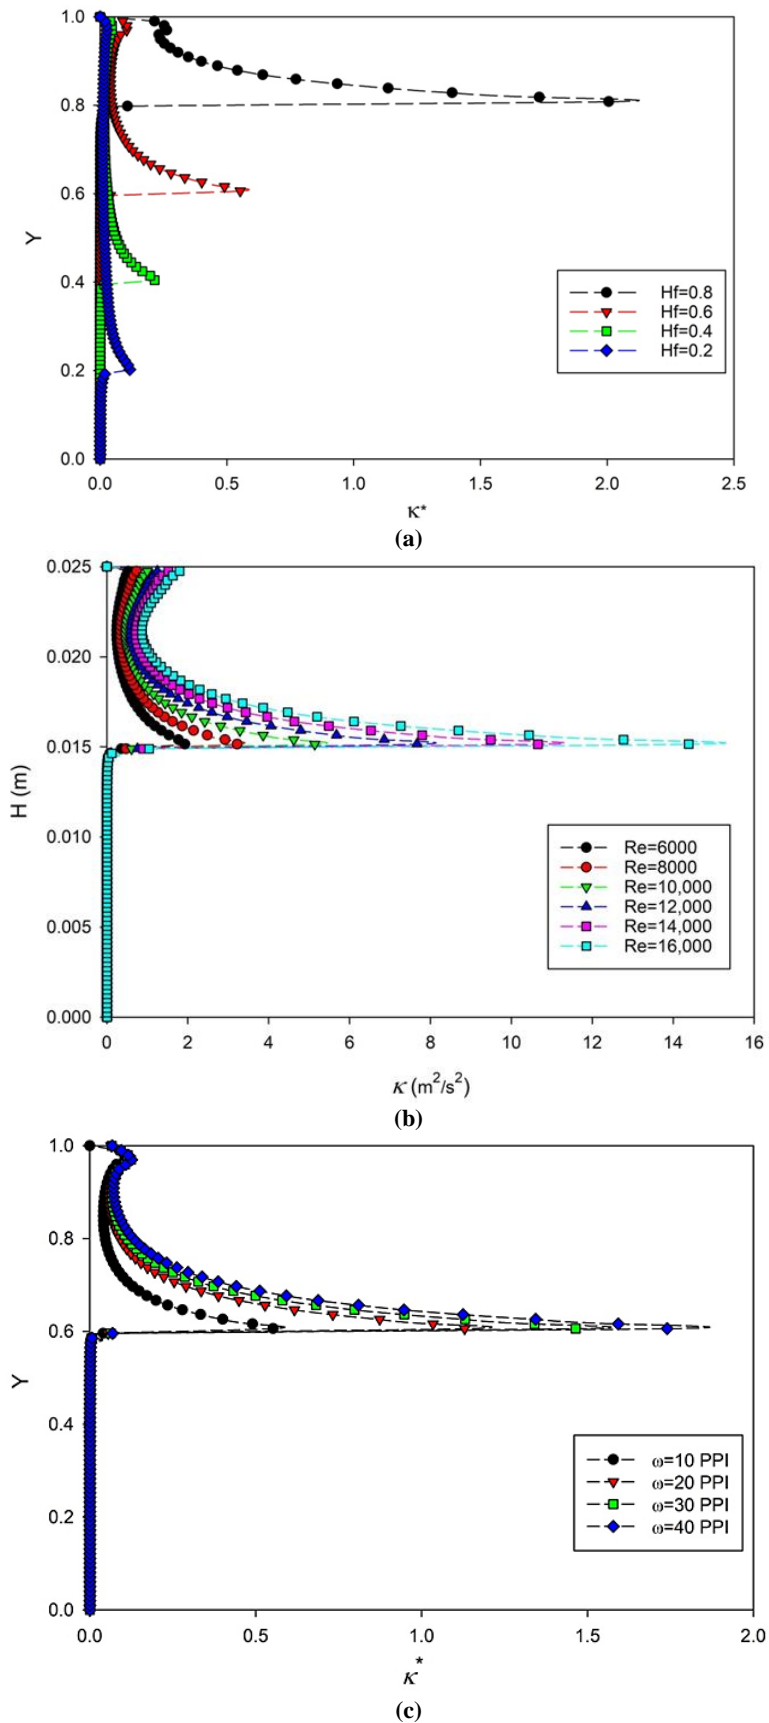 1.0
0.8
0.6
0.4
0.2
0.0
Y
Hf=0.8
Hf=0.6
Hf=0.4
Hf=0.2
0.0 0.5 1.0 1.5 2.0 2.5
κ*
(a)
0.025
0.020
0.015
0.010
0.005
0.000
H (m)
Re=6000
Re=8000
Re=10,000
Re=12,000
Re=14,000
Re=16,000
0 2 4 6 8 10 12 14 16
κ (m²/s²)
(b)
1.0
0.8
0.6
0.4
0.2
0.0
Y
ω=10 PPI
ω=20 PPI
ω=30 PPI
ω=40 PPI
0.0 0.5 1.0 1.5 2.0
κ*
(c)